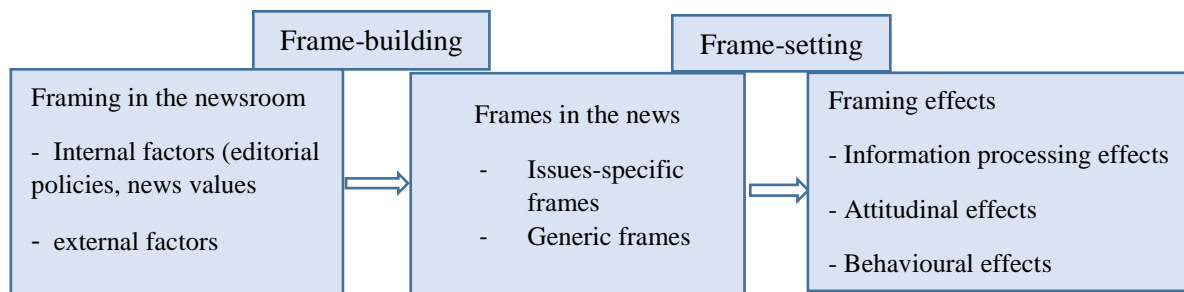 Frame-building
Frame-setting
Framing in the newsroom
- Internal factors (editorial
policies, news values
- external factors
Frames in the news
- Issues-specific
frames
- Generic frames
Framing effects
- Information processing effects
- Attitudinal effects
- Behavioural effects